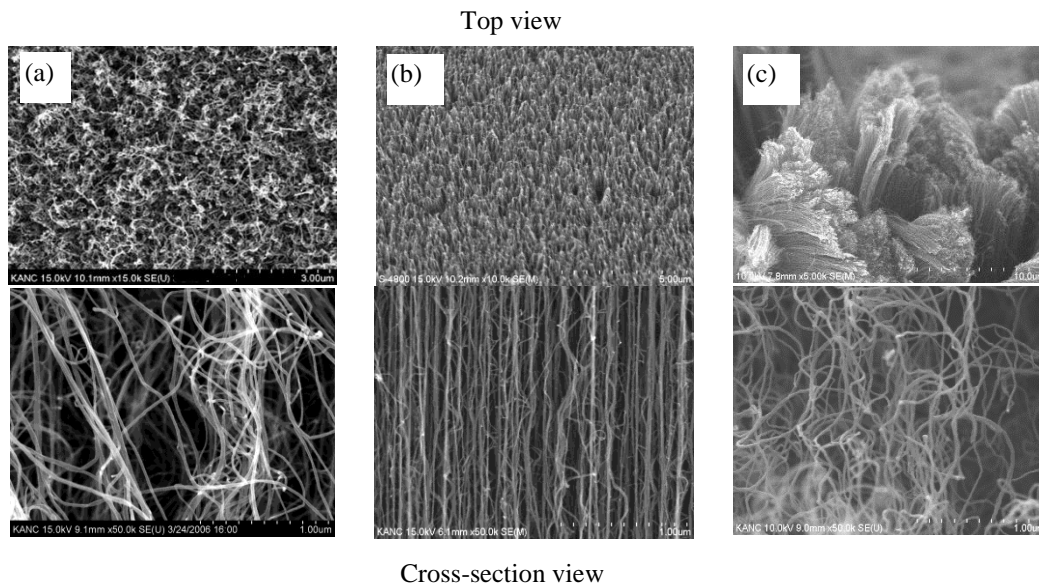 Top view
(a)
(b)
(c)
KANC 15.0kV 10.1mm x15.0k SE(U) 3.00um
S-4800 15.0kV 10.2mm x10.0k SE(M) 5.00um
10.0kV 7.8mm x5.00k SE(M) 10.0um
KANC 15.0kV 9.1mm x50.0k SE(U) 3/24/2006 16:00 1.00um
KANC 15.0kV 6.1mm x50.0k SE(M) 1.00um
KANC 10.0kV 9.0mm x50.0k SE(U) 1.00um
Cross-section view